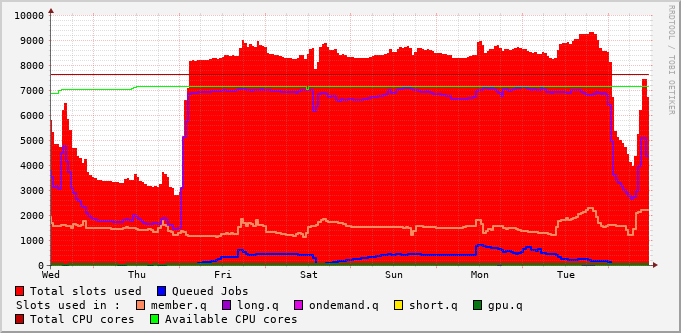 10000
9000
8000
7000
6000
5000
4000
3000
2000
1000
0
Wed Thu Fri Sat Sun Mon Tue
RRDTOOL / TOBI OETIKER
Total slots used Queued Jobs
Slots used in : member.q long.q ondemand.q short.q gpu.q
Total CPU cores Available CPU cores